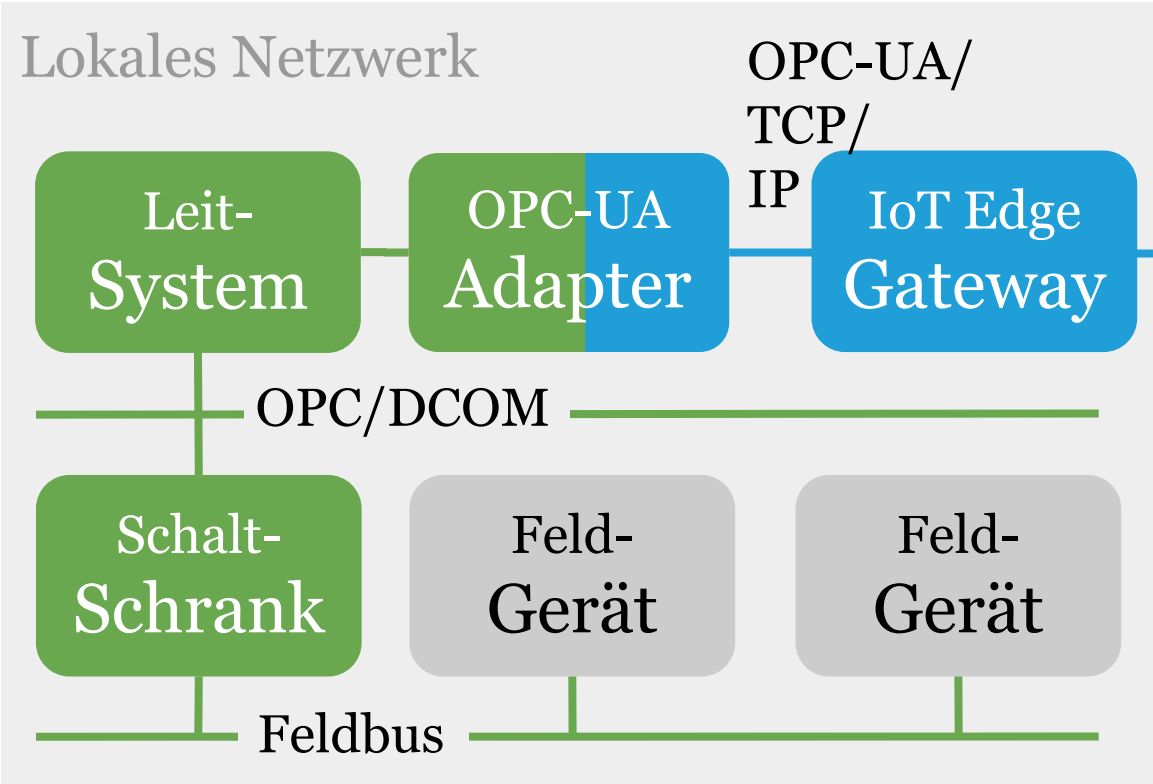 Lokales Netzwerk
OPC-UA/
TCP/
IP
Leit-
System
OPC-UA
Adapter
IoT Edge
Gateway
OPC/DCOM
Schalt-
Schrank
Feld-
Gerät
Feld-
Gerät
Feldbus